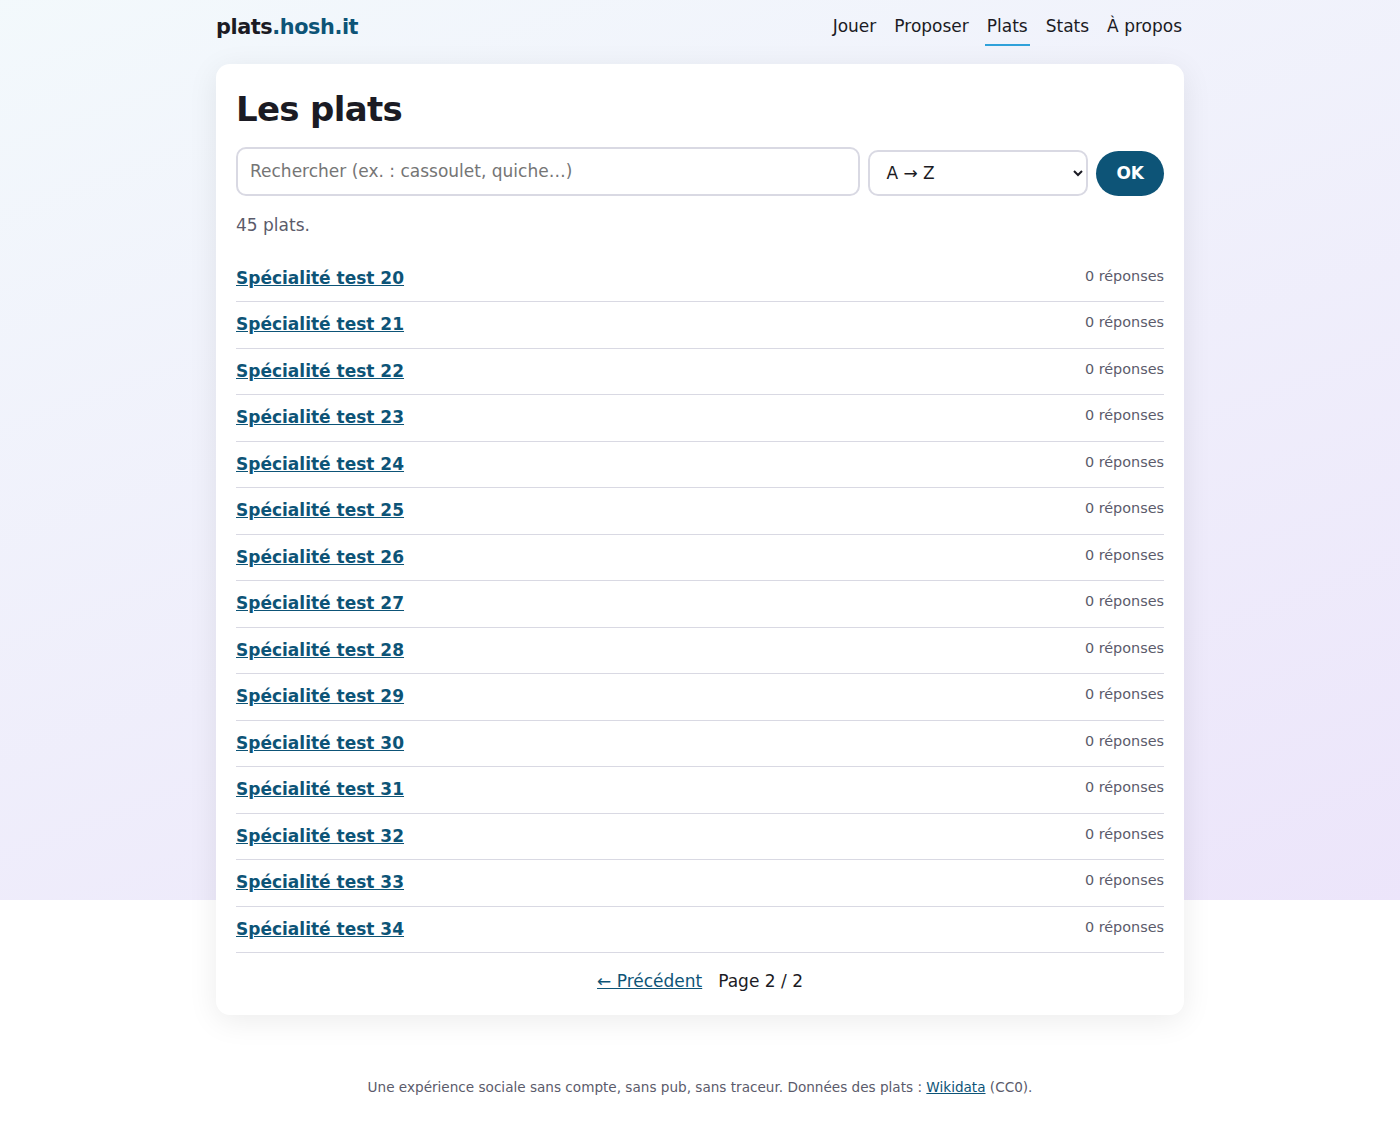 plats.hosh.it
Jouer Proposer Plats Stats À propos
Les plats
Rechercher (ex. : cassoulet, quiche…) A → Z OK
45 plats.
Spécialité test 20 0 réponses
Spécialité test 21 0 réponses
Spécialité test 22 0 réponses
Spécialité test 23 0 réponses
Spécialité test 24 0 réponses
Spécialité test 25 0 réponses
Spécialité test 26 0 réponses
Spécialité test 27 0 réponses
Spécialité test 28 0 réponses
Spécialité test 29 0 réponses
Spécialité test 30 0 réponses
Spécialité test 31 0 réponses
Spécialité test 32 0 réponses
Spécialité test 33 0 réponses
Spécialité test 34 0 réponses
← Précédent Page 2 / 2
Une expérience sociale sans compte, sans pub, sans traceur. Données des plats : Wikidata (CC0).